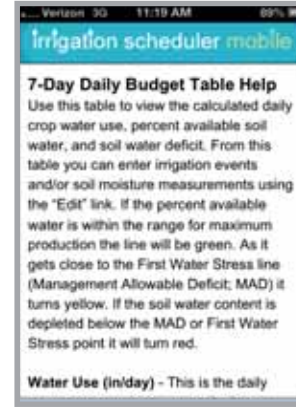 Verizon 3G 11:19 AM 89%
irrigation scheduler mobile
7-Day Daily Budget Table Help
Use this table to view the calculated daily
crop water use, percent available soil
water, and soil water deficit. From this
table you can enter irrigation events
and/or soil moisture measurements using
the "Edit" link. If the percent available
water is within the range for maximum
production the line will be green. As it
gets close to the First Water Stress line
(Management Allowable Deficit; MAD) it
turns yellow. If the soil water content is
depleted below the MAD or First Water
Stress point it will turn red.
Water Use (in/day) - This is the daily